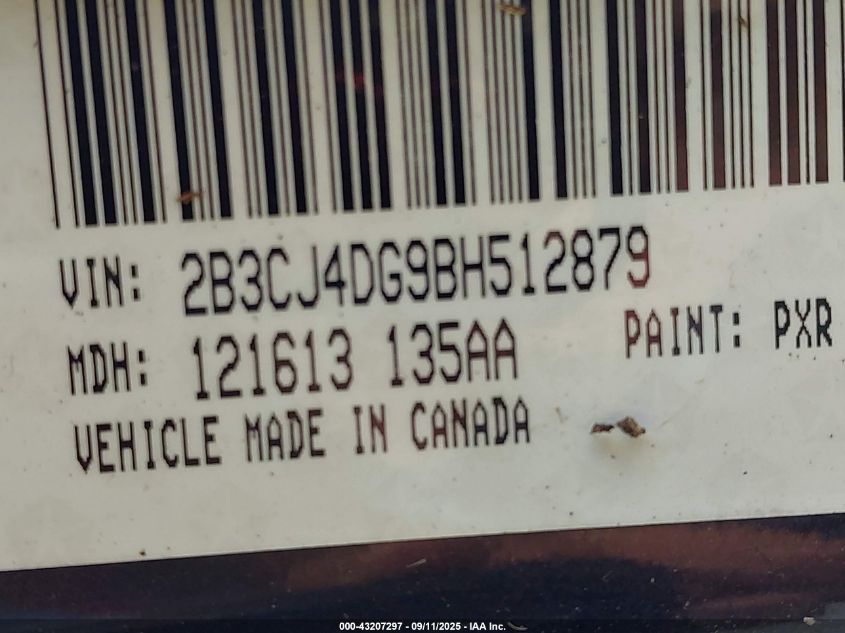 VIN: 2B3CJ4DG9BH512879
MDH: 121613 135AA PAINT: PXR
VEHICLE MADE IN CANADA
000-43207297 - 09/11/2025 - IAA Inc.